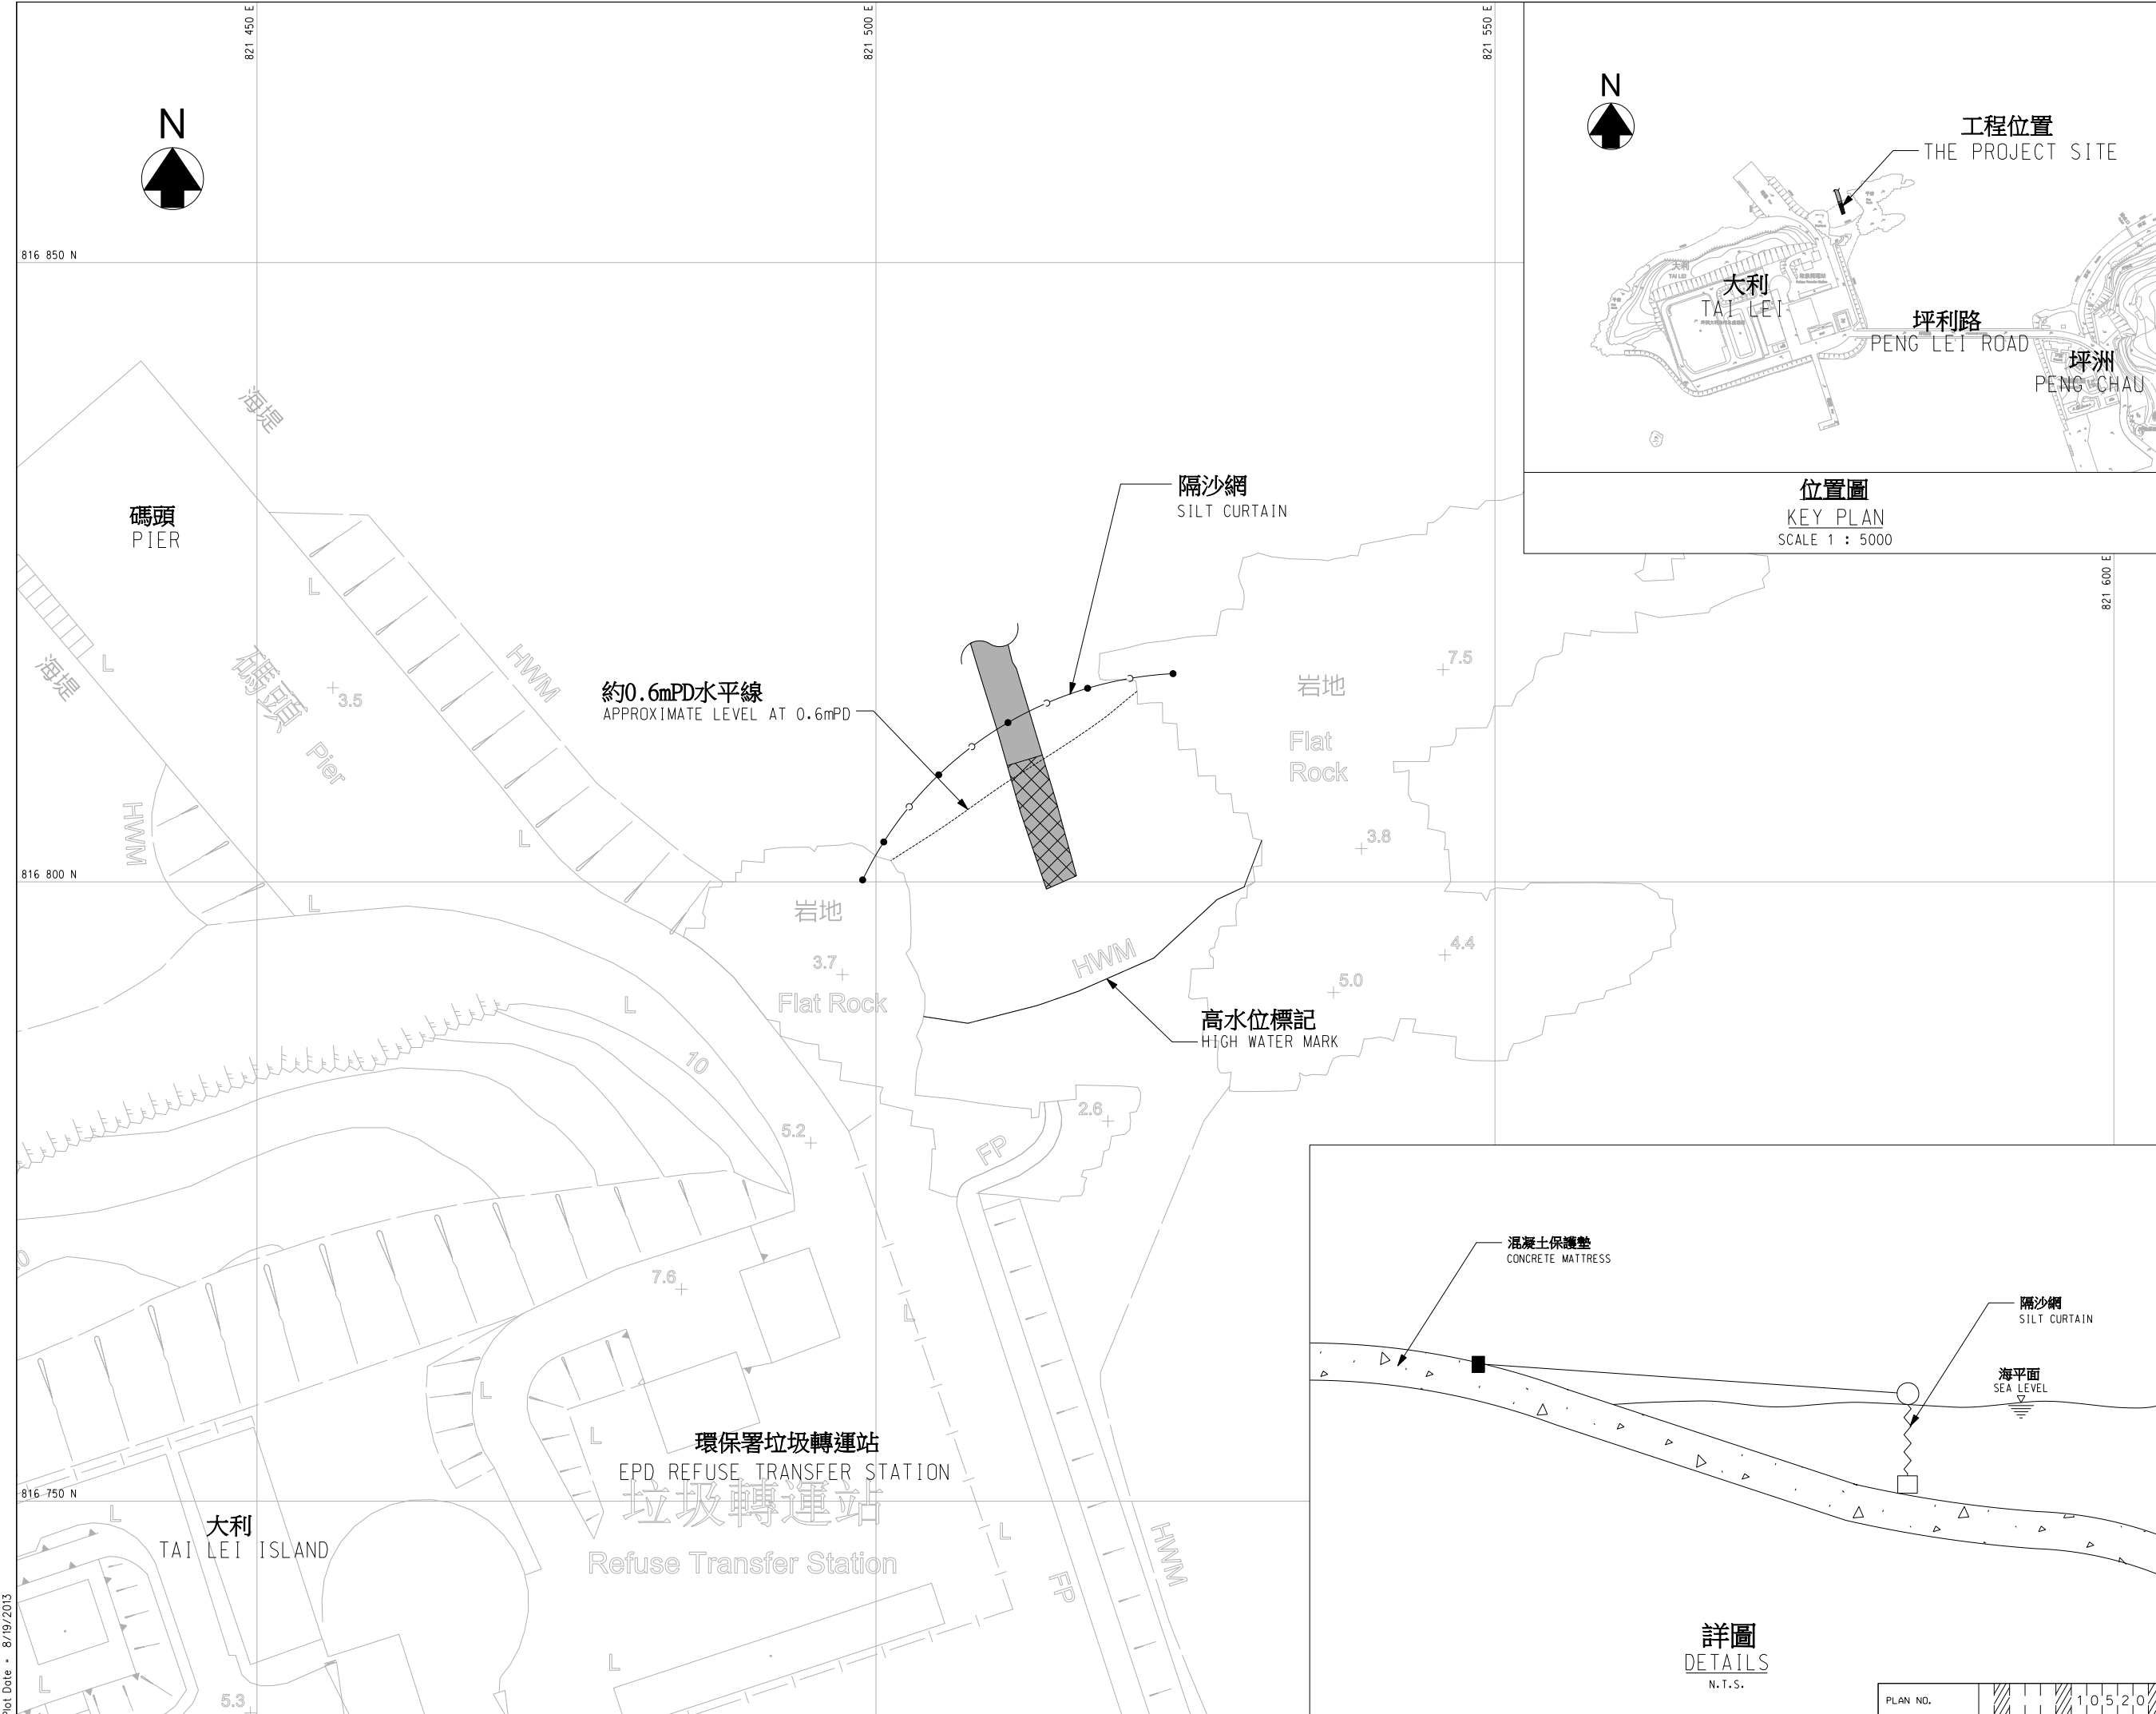 821 450 E
821 500 E
821 550 E
821 600 E
816 850 N
816 800 N
816 750 N
N
N
工程位置
THE PROJECT SITE
大利
TAI LEI
大利
TAI LEI
坪利路
PENG LEI ROAD
坪洲
PENG CHAU
位置圖
KEY PLAN
SCALE 1 : 5000
海堤
碼頭
PIER
隔沙網
SILT CURTAIN
L
HWM
海堤
L
碼頭
Pier
3.5
約0.6mPD水平線
APPROXIMATE LEVEL AT 0.6mPD
岩地
Flat
Rock
7.5
HWM
L
3.8
L
岩地
3.7
Flat Rock
HWM
4.4
5.0
高水位標記
HIGH WATER MARK
L
10
5.2
2.6
FP
7.6
L
L
L
環保署垃圾轉運站
EPD REFUSE TRANSFER STATION
垃圾轉運站
Refuse Transfer Station
L
大利
TAI LEI ISLAND
L
FP
HWM
L
L
5.3
混凝土保護墊
CONCRETE MATTRESS
隔沙網
SILT CURTAIN
海平面
SEA LEVEL
詳圖
DETAILS
N.T.S.
PLAN NO.
10520
Plot Date : 8/19/2013